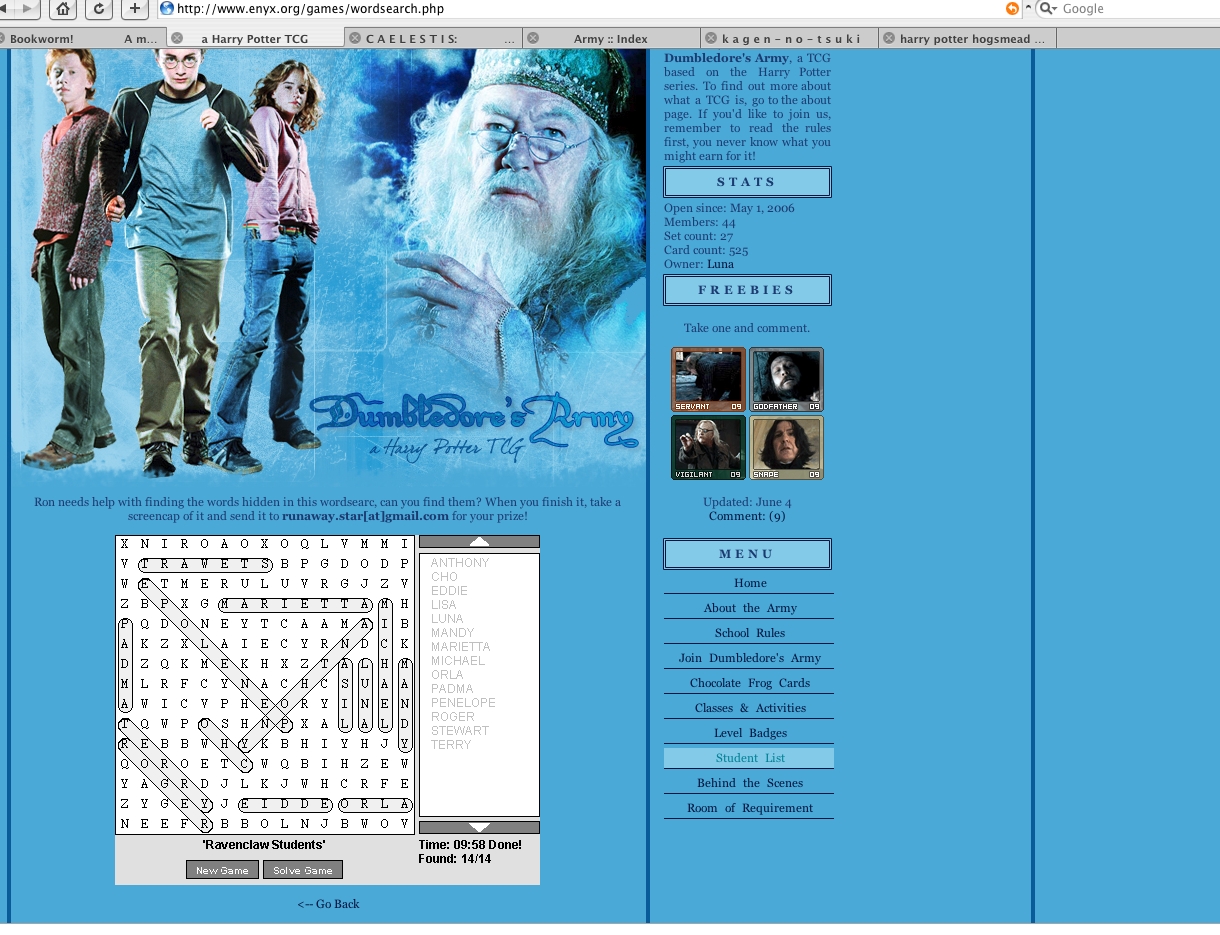 http://www.enyx.org/games/wordsearch.php
Google
Bookworm!
A m...
a Harry Potter TCG
C A E L E S T I S: ...
Army :: Index
k a g e n - n o - t s u k i
harry potter hogsmead ...
Dumbledore's Army
a Harry Potter TCG
Ron needs help with finding the words hidden in this wordsearc, can you find them? When you finish it, take a
screencap of it and send it to runaway.star[at]gmail.com for your prize!
X N I R O A O X O Q L V M M I
V T R A W E T S B P G D O D P
W E T M E R U L U V R G J Z V
Z B P X G M A R I E T T A M H
P Q D O N E Y T C A A M A I B
A K Z X L A I E C Y R N D C K
D Z Q K M E K H X Z T A L H M
M L R F C Y N A C H C S U A A
A W I C V P H E O R Y I N E N
T Q W P O S H N P X A L A L D
R E B B W H Y K B H I Y H J Y
Q O R O E T C W Q B I H Z E W
Y A G R D J L K J W H C R F E
Z Y G E Y J E I D D E O R L A
N E E F R B B O L N J B W O V
ANTHONY
CHO
EDDIE
LISA
LUNA
MANDY
MARIETTA
MICHAEL
ORLA
PADMA
PENELOPE
ROGER
STEWART
TERRY
'Ravenclaw Students'
New Game
Solve Game
Time: 09:58 Done!
Found: 14/14
<-- Go Back
Dumbledore's Army, a TCG
based on the Harry Potter
series. To find out more about
what a TCG is, go to the about
page. If you'd like to join us,
remember to read the rules
first, you never know what you
might earn for it!
STATS
Open since: May 1, 2006
Members: 44
Set count: 27
Card count: 525
Owner: Luna
FREEBIES
Take one and comment.
SERVANT 09
GODFATHER 09
VIGILANT 09
SNAPE 09
Updated: June 4
Comment: (9)
MENU
Home
About the Army
School Rules
Join Dumbledore's Army
Chocolate Frog Cards
Classes & Activities
Level Badges
Student List
Behind the Scenes
Room of Requirement